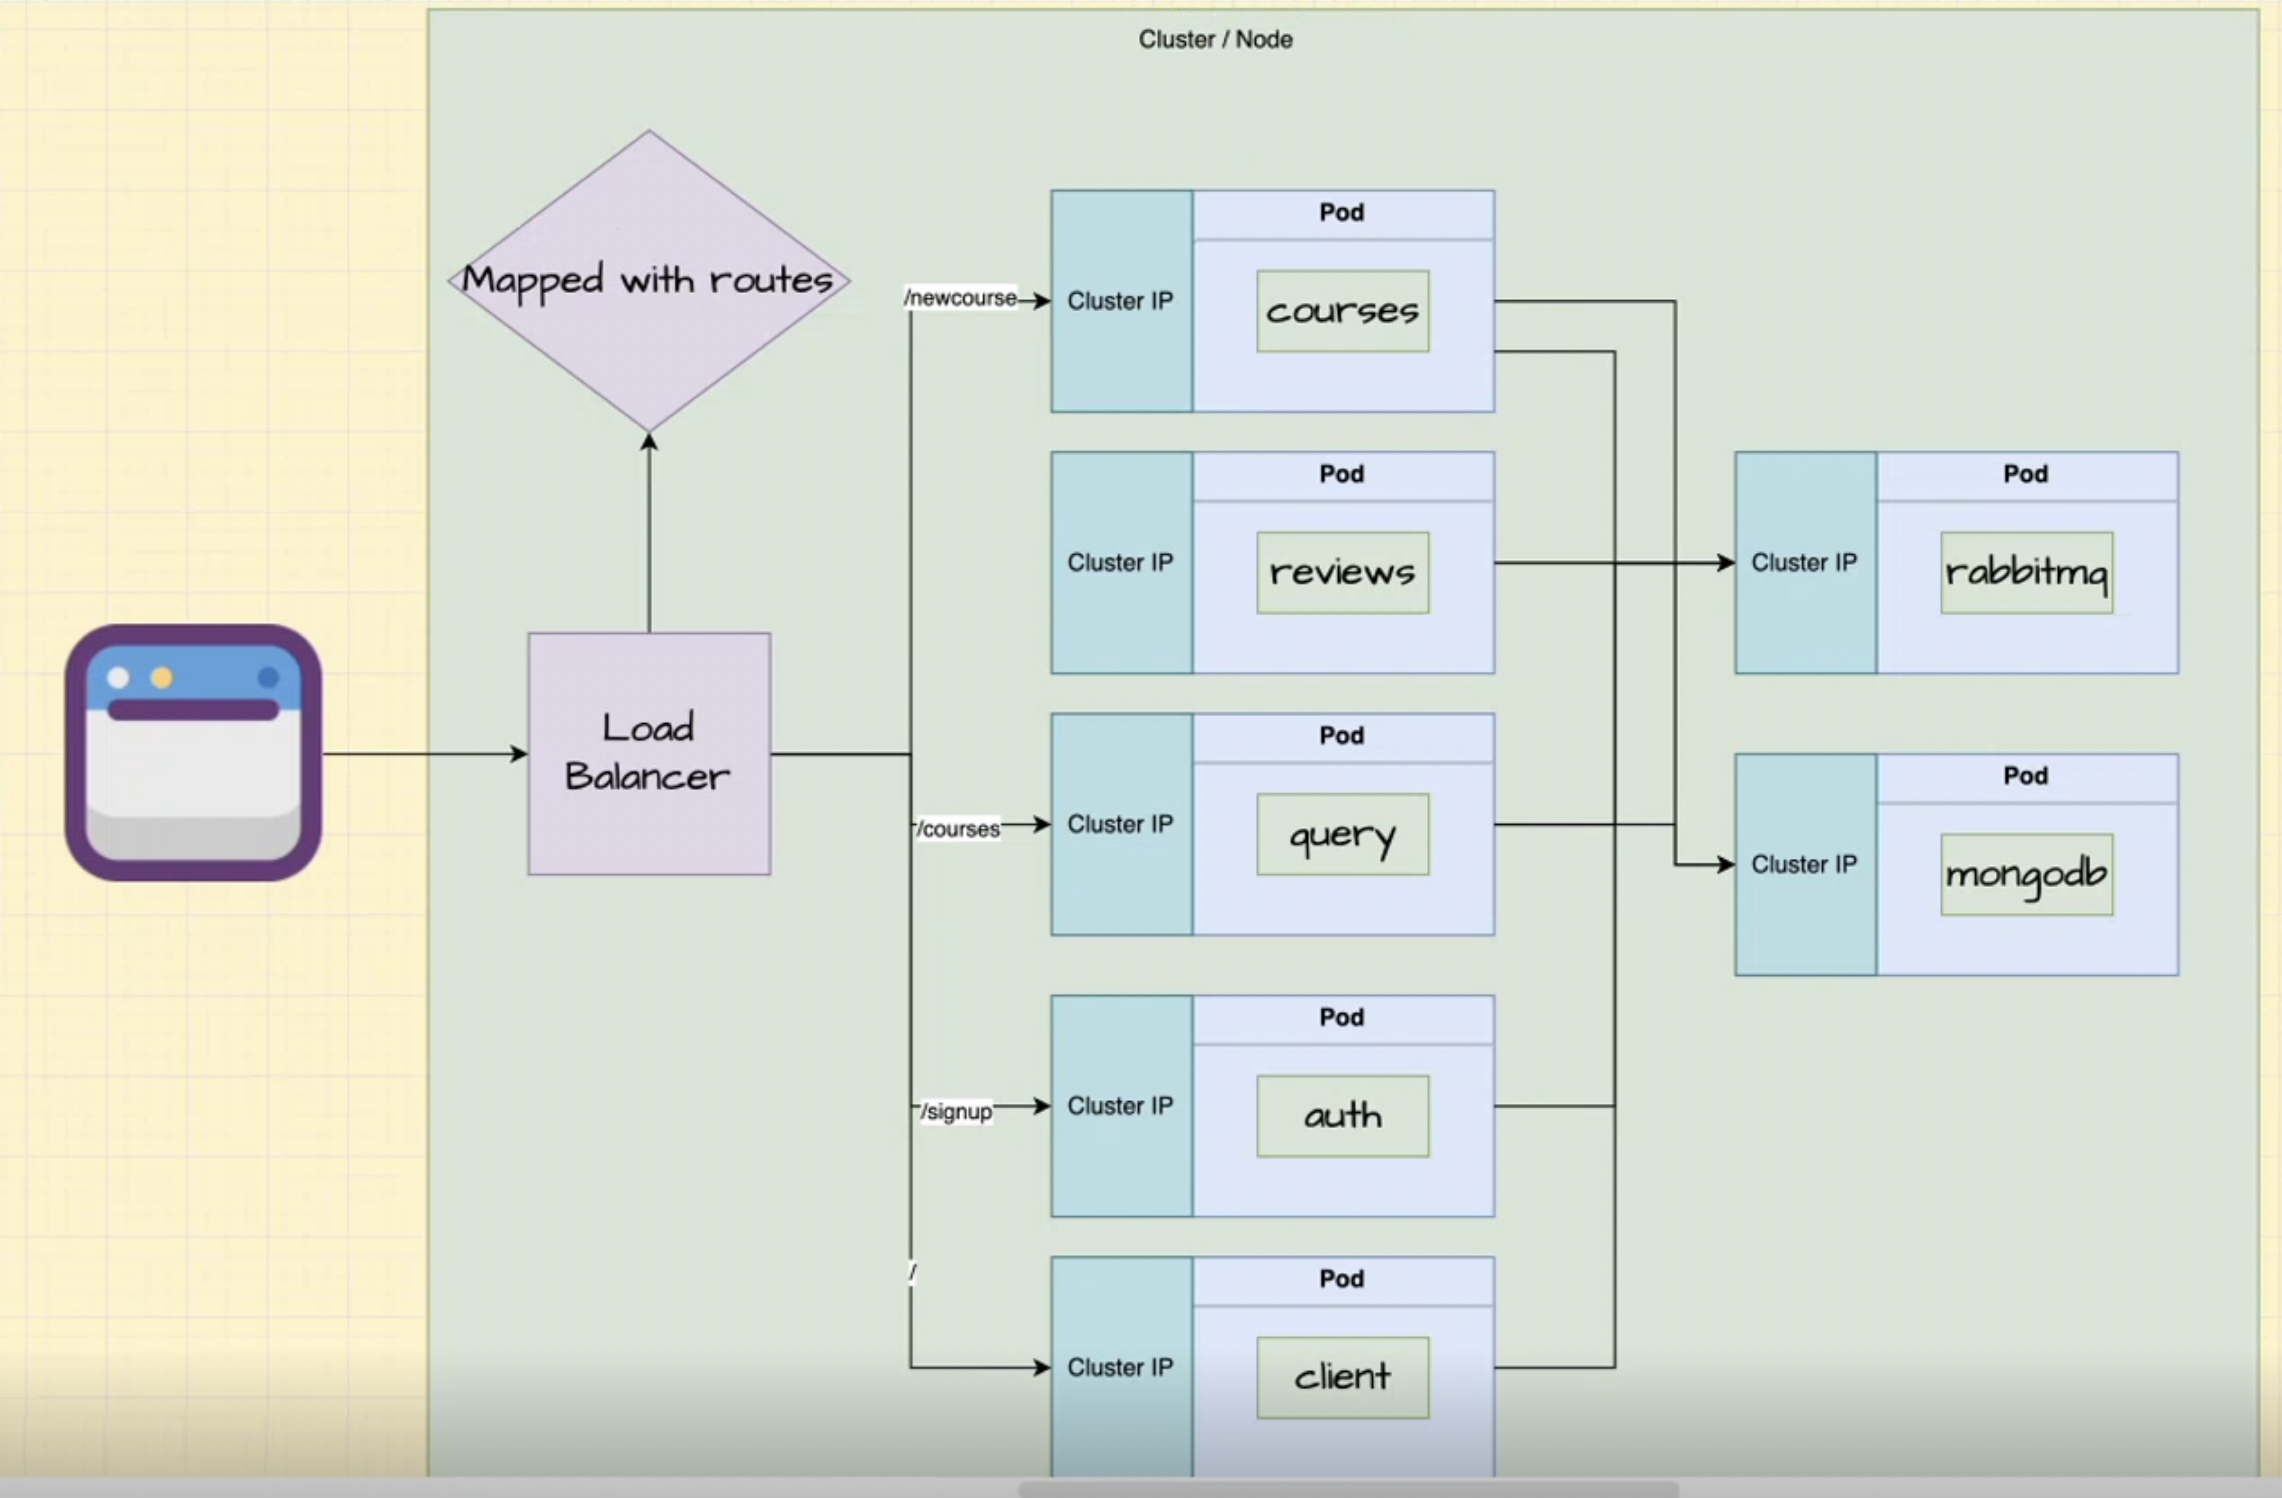 Cluster / Node
Mapped with routes
Load
Balancer
/newcourse
Cluster IP
Pod
courses
Cluster IP
Pod
reviews
/courses
Cluster IP
Pod
query
/signup
Cluster IP
Pod
auth
/
Cluster IP
Pod
client
Cluster IP
Pod
rabbitmq
Cluster IP
Pod
mongodb